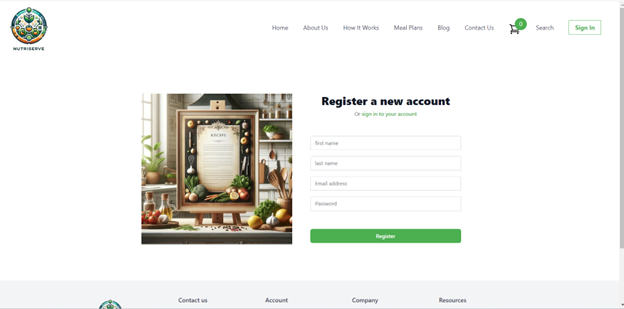 NUTRISERVE
Home About Us How It Works Meal Plans Blog Contact Us 0 Search Sign In
Register a new account
Or sign in to your account
first name
last name
Email address
Password
Register
Contact us Account Company Resources